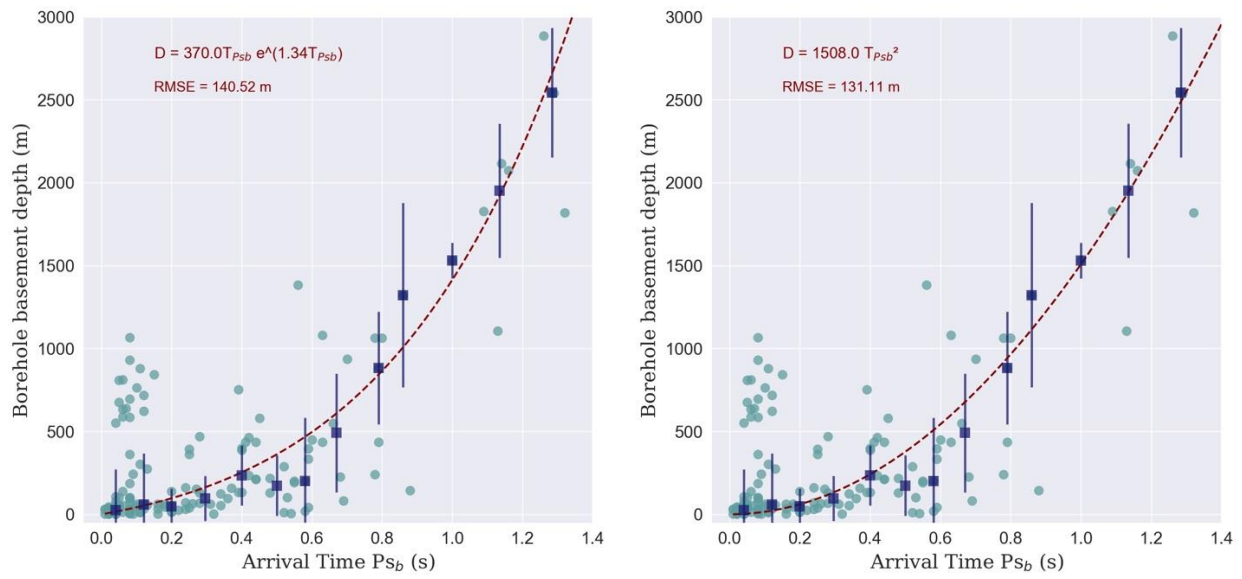 3000
2500
2000
1500
1000
500
0
Borehole basement depth (m)
D = 370.0T_Psb e^(1.34T_Psb)
RMSE = 140.52 m
0.0 0.2 0.4 0.6 0.8 1.0 1.2 1.4
Arrival Time Ps_b (s)
3000
2500
2000
1500
1000
500
0
Borehole basement depth (m)
D = 1508.0 T_Psb²
RMSE = 131.11 m
0.0 0.2 0.4 0.6 0.8 1.0 1.2 1.4
Arrival Time Ps_b (s)